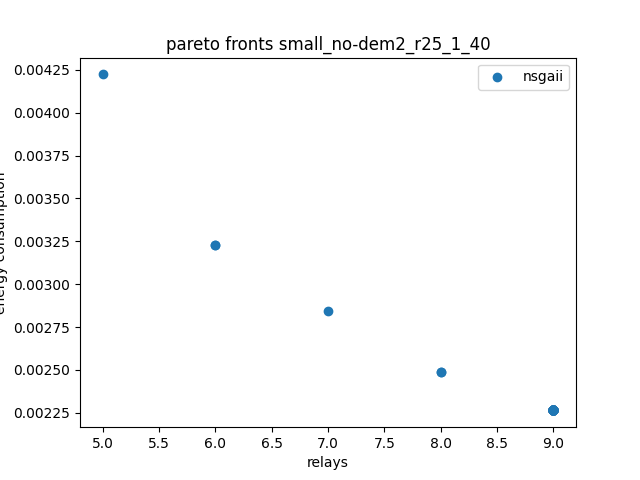 pareto fronts small_no-dem2_r25_1_40
nsgaii
0.00425
0.00400
0.00375
0.00350
0.00325
0.00300
0.00275
0.00250
0.00225
energy consumption
5.0 5.5 6.0 6.5 7.0 7.5 8.0 8.5 9.0
relays